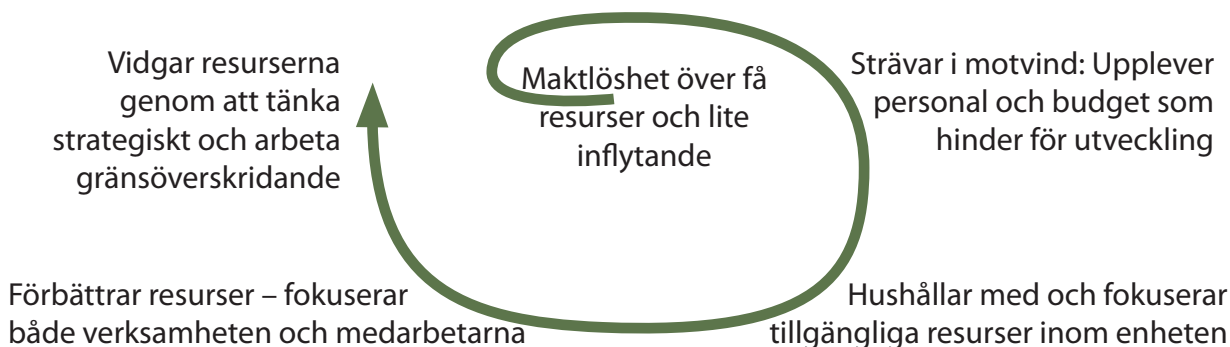 Vidgar resurserna
genom att tänka
strategiskt och arbeta
gränsöverskridande
Maktlöshet över få
resurser och lite
inflytande
Strävar i motvind: Upplever
personal och budget som
hinder för utveckling
Förbättrar resurser – fokuserar
både verksamheten och medarbetarna
Hushållar med och fokuserar
tillgängliga resurser inom enheten